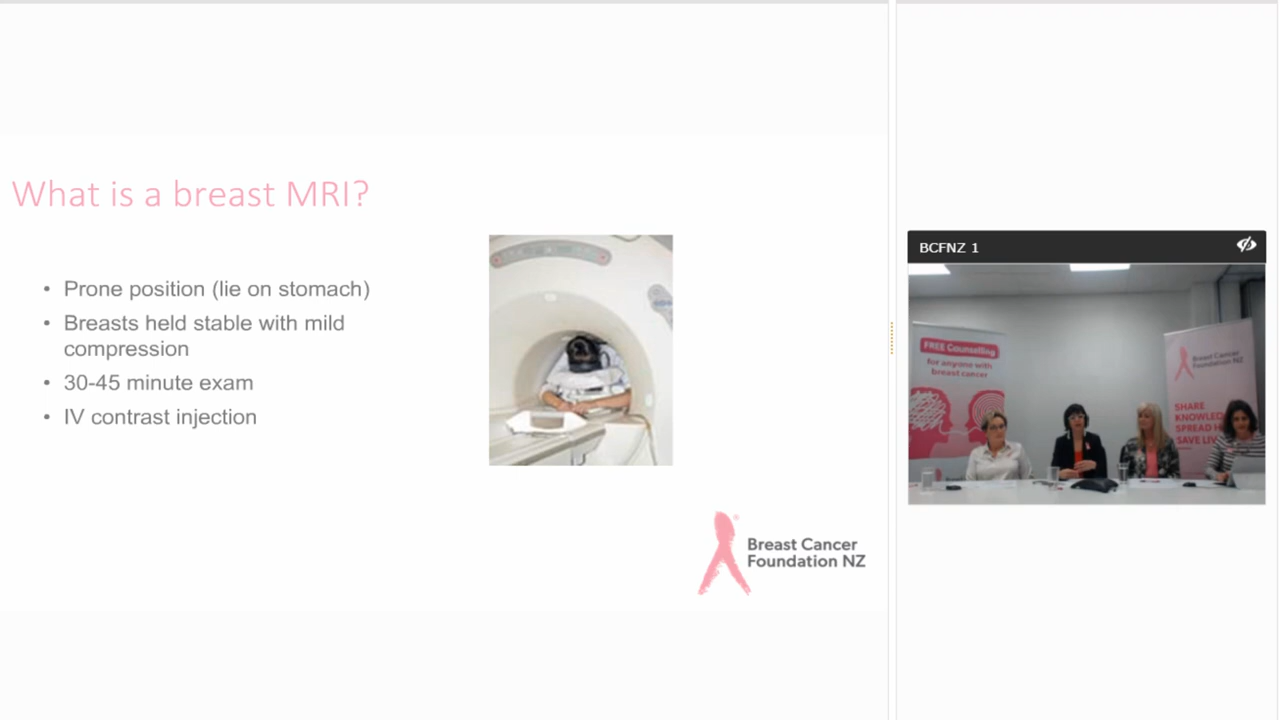 What is a breast MRI?
• Prone position (lie on stomach)
• Breasts held stable with mild
compression
• 30-45 minute exam
• IV contrast injection
Breast Cancer
Foundation NZ
BCFNZ 1
FREE Counselling
for anyone with
breast cancer
Breast Cancer
Foundation NZ
SHARE
KNOWLED
SPREAD H
SAVE LIV